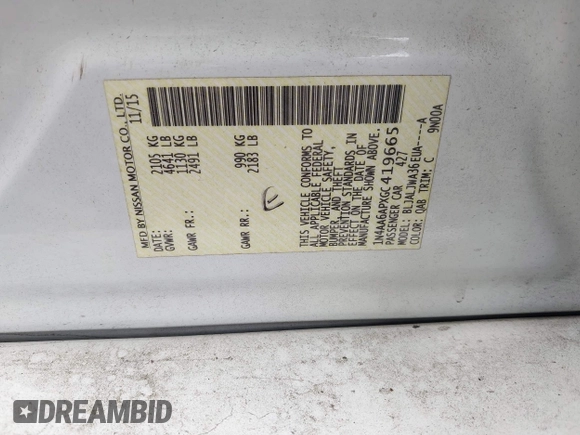 MFD BY NISSAN MOTOR CO., LTD.
DATE: 11/15
GVWR: 2105 KG
4641 LB
GAWR FR: 1130 KG
2491 LB
GAWR RR: 990 KG
2183 LB
THIS VEHICLE CONFORMS TO
ALL APPLICABLE FEDERAL
MOTOR VEHICLE SAFETY,
BUMPER, AND THEFT
PREVENTION STANDARDS IN
EFFECT ON THE DATE OF
MANUFACTURE SHOWN ABOVE.
1N4AA6APXGC419665
PASSENGER CAR 427
MODEL: BLJALJWA36EUA----A
COLOR: QAB TRIM: C 9N00A
DREAMBID